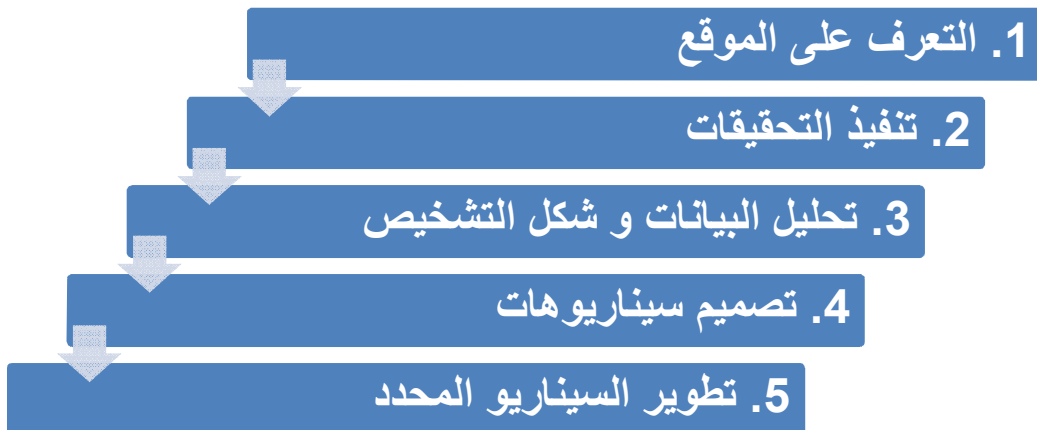 1. التعرف على الموقع
2. تنفيذ التحقيقات
3. تحليل البيانات و شكل التشخيص
4. تصميم سيناريوهات
5. تطوير السيناريو المحدد